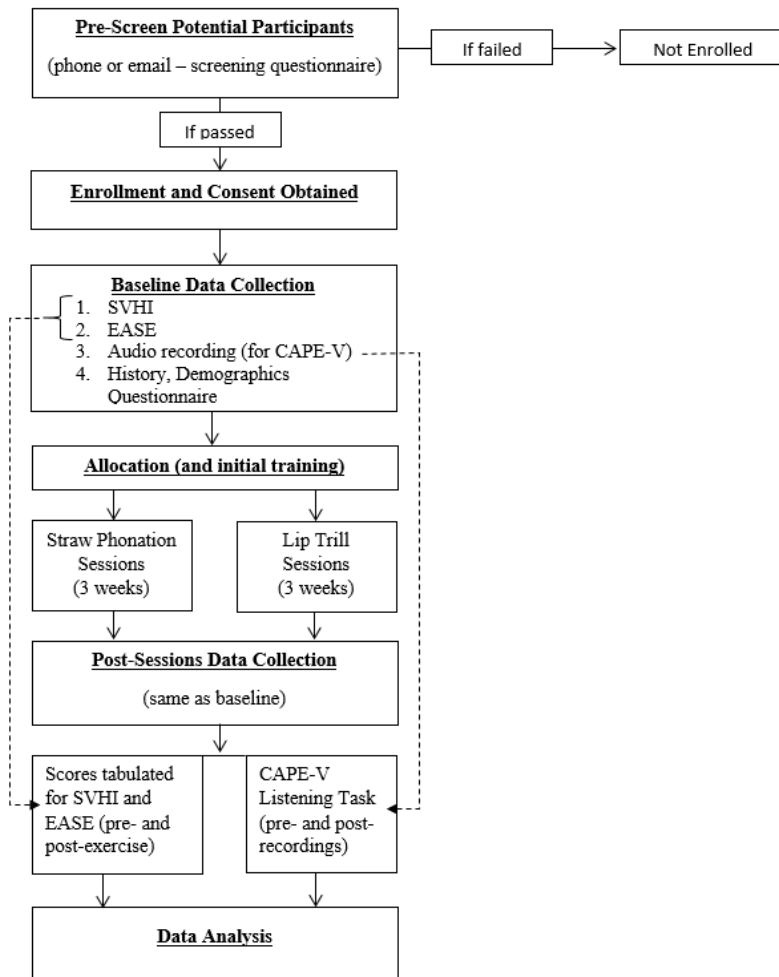 Pre-Screen Potential Participants
(phone or email – screening questionnaire)
If failed
Not Enrolled
If passed
Enrollment and Consent Obtained
Baseline Data Collection
1. SVHI
2. EASE
3. Audio recording (for CAPE-V)
4. History, Demographics
Questionnaire
Allocation (and initial training)
Straw Phonation
Sessions
(3 weeks)
Lip Trill
Sessions
(3 weeks)
Post-Sessions Data Collection
(same as baseline)
Scores tabulated
for SVHI and
EASE (pre- and
post-exercise)
CAPE-V
Listening Task
(pre- and post-
recordings)
Data Analysis